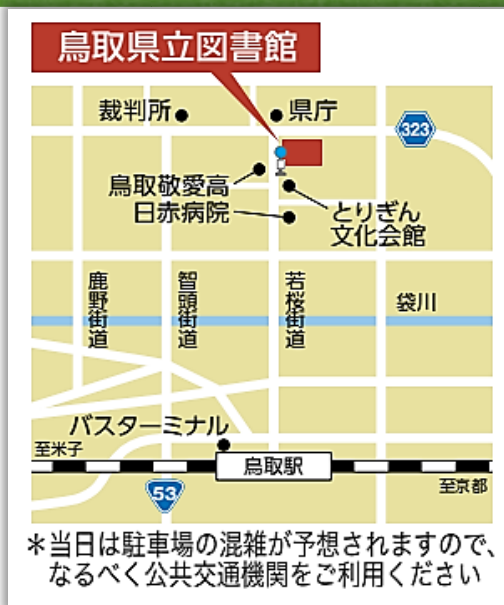 鳥取県立図書館
裁判所
県庁
323
鳥取敬愛高
日赤病院
とりぎん
文化会館
鹿野街道
智頭街道
若桜街道
袋川
バスターミナル
至米子
鳥取駅
至京都
53
＊当日は駐車場の混雑が予想されますので、
なるべく公共交通機関をご利用ください